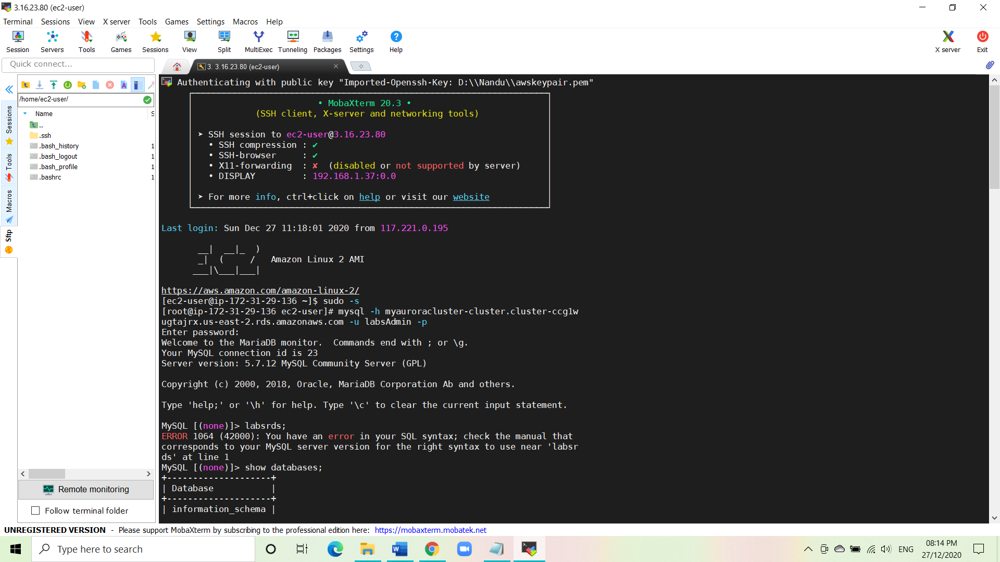 3.16.23.80 (ec2-user)
Terminal Sessions View X server Tools Games Settings Macros Help
Session Servers Tools Games Sessions View Split MultiExec Tunneling Packages Settings Help X server Exit
Quick connect...
3. 3.16.23.80 (ec2-user)
/home/ec2-user/
Name S
..
.ssh
.bash_history 1
.bash_logout 1
.bash_profile 1
.bashrc 1
Sessions
Tools
Macros
Sftp
Remote monitoring
Follow terminal folder
Authenticating with public key "Imported-Openssh-Key: D:\\Nandu\\awskeypair.pem"
• MobaXterm 20.3 •
(SSH client, X-server and networking tools)
➤ SSH session to ec2-user@3.16.23.80
• SSH compression : ✔
• SSH-browser : ✔
• X11-forwarding : ✘ (disabled or not supported by server)
• DISPLAY : 192.168.1.37:0.0
➤ For more info, ctrl+click on help or visit our website
Last login: Sun Dec 27 11:18:01 2020 from 117.221.0.195
__| __|_ )
_| ( / Amazon Linux 2 AMI
___|\___|___|
https://aws.amazon.com/amazon-linux-2/
[ec2-user@ip-172-31-29-136 ~]$ sudo -s
[root@ip-172-31-29-136 ec2-user]# mysql -h myauroracluster-cluster.cluster-ccg1w
ugtajrx.us-east-2.rds.amazonaws.com -u labsAdmin -p
Enter password:
Welcome to the MariaDB monitor. Commands end with ; or \g.
Your MySQL connection id is 23
Server version: 5.7.12 MySQL Community Server (GPL)
Copyright (c) 2000, 2018, Oracle, MariaDB Corporation Ab and others.
Type 'help;' or '\h' for help. Type '\c' to clear the current input statement.
MySQL [(none)]> labsrds;
ERROR 1064 (42000): You have an error in your SQL syntax; check the manual that
corresponds to your MySQL server version for the right syntax to use near 'labsr
ds' at line 1
MySQL [(none)]> show databases;
+--------------------+
| Database |
+--------------------+
| information_schema |
UNREGISTERED VERSION - Please support MobaXterm by subscribing to the professional edition here: https://mobaxterm.mobatek.net
Type here to search
ENG
08:14 PM
27/12/2020